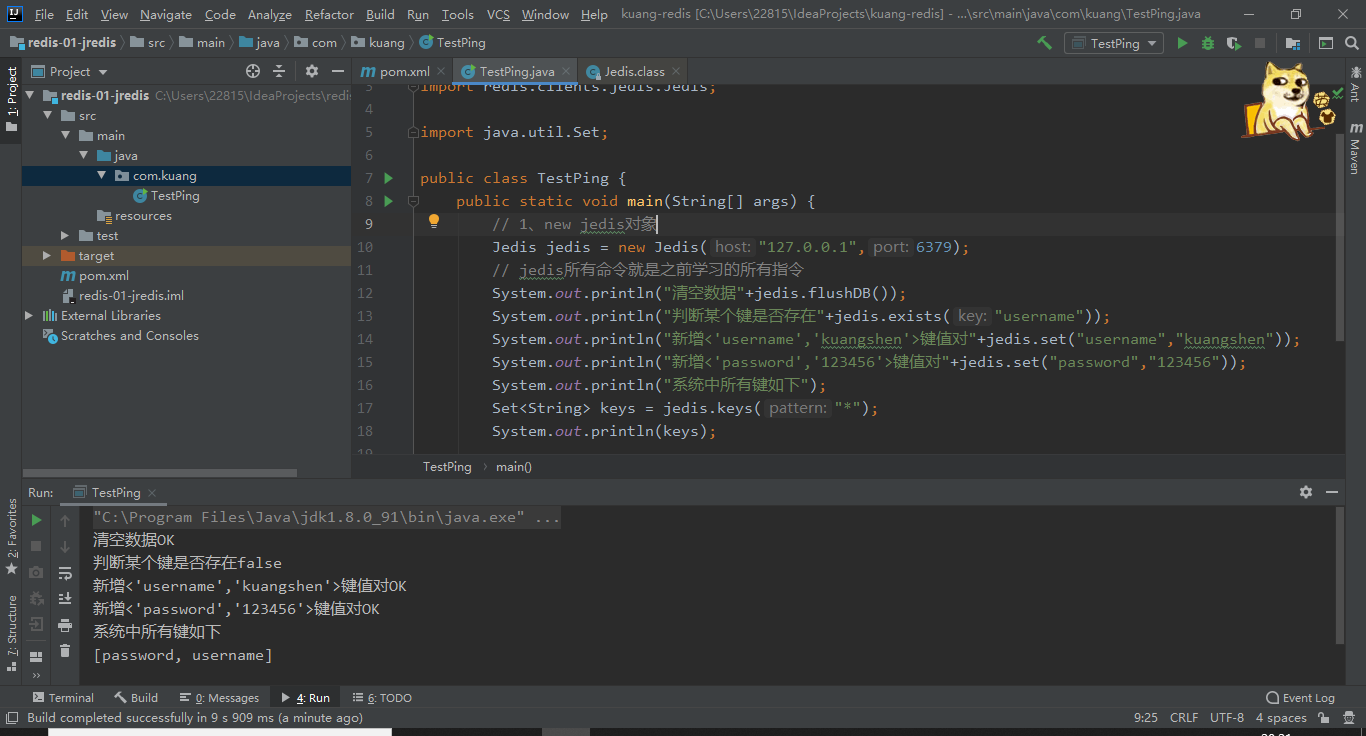 File Edit View Navigate Code Analyze Refactor Build Run Tools VCS Window Help kuang-redis [C:\Users\22815\IdeaProjects\kuang-redis] - ...\src\main\java\com\kuang\TestPing.java
redis-01-jredis src main java com kuang TestPing TestPing
1: Project
Project
pom.xml TestPing.java Jedis.class
redis-01-jredis C:\Users\22815\IdeaProjects\redi
src
main
java
com.kuang
TestPing
resources
test
target
pom.xml
redis-01-jredis.iml
External Libraries
Scratches and Consoles
3 import redis.clients.jedis.Jedis;
4
5 import java.util.Set;
6
7 public class TestPing {
8 public static void main(String[] args) {
9 // 1、new jedis对象
10 Jedis jedis = new Jedis( host: "127.0.0.1", port: 6379);
11 // jedis所有命令就是之前学习的所有指令
12 System.out.println("清空数据"+jedis.flushDB());
13 System.out.println("判断某个键是否存在"+jedis.exists( key: "username"));
14 System.out.println("新增<'username','kuangshen'>键值对"+jedis.set("username","kuangshen"));
15 System.out.println("新增<'password','123456'>键值对"+jedis.set("password","123456"));
16 System.out.println("系统中所有键如下");
17 Set<String> keys = jedis.keys( pattern: "*");
18 System.out.println(keys);
19
TestPing main()
Ant
Maven
Run: TestPing
"C:\Program Files\Java\jdk1.8.0_91\bin\java.exe" ...
清空数据OK
判断某个键是否存在false
新增<'username','kuangshen'>键值对OK
新增<'password','123456'>键值对OK
系统中所有键如下
[password, username]
2: Favorites
7: Structure
Terminal Build 0: Messages 4: Run 6: TODO Event Log
Build completed successfully in 9 s 909 ms (a minute ago) 9:25 CRLF UTF-8 4 spaces